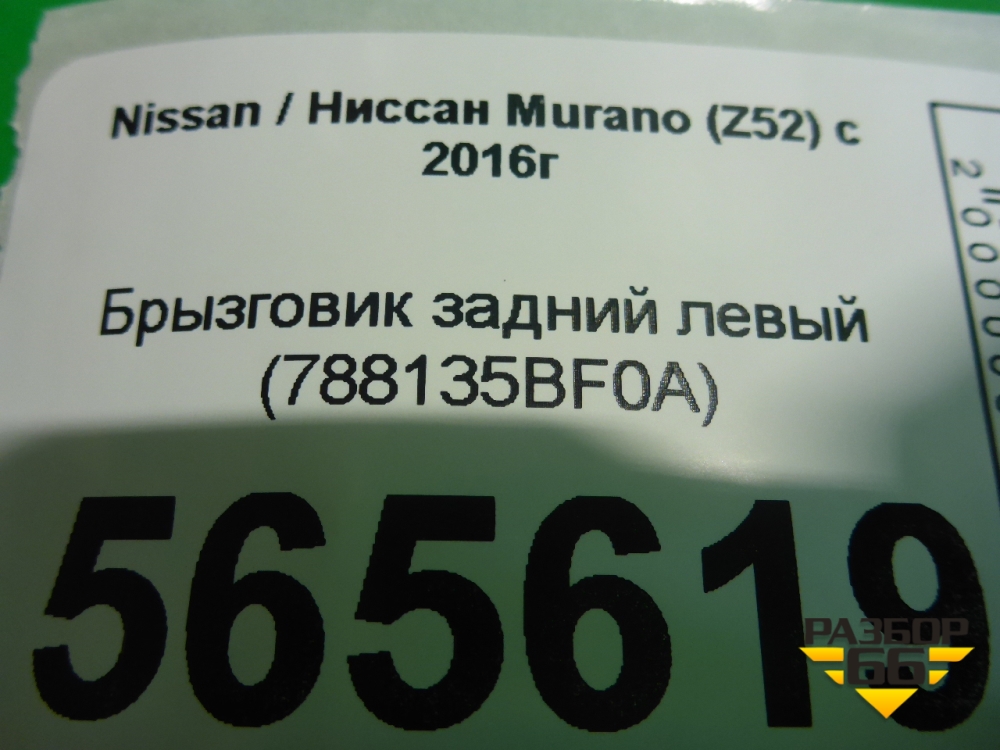 Nissan / Ниссан Murano (Z52) с
2016г
Брызговик задний левый
(788135BF0A)
565619
РАЗБОР
66